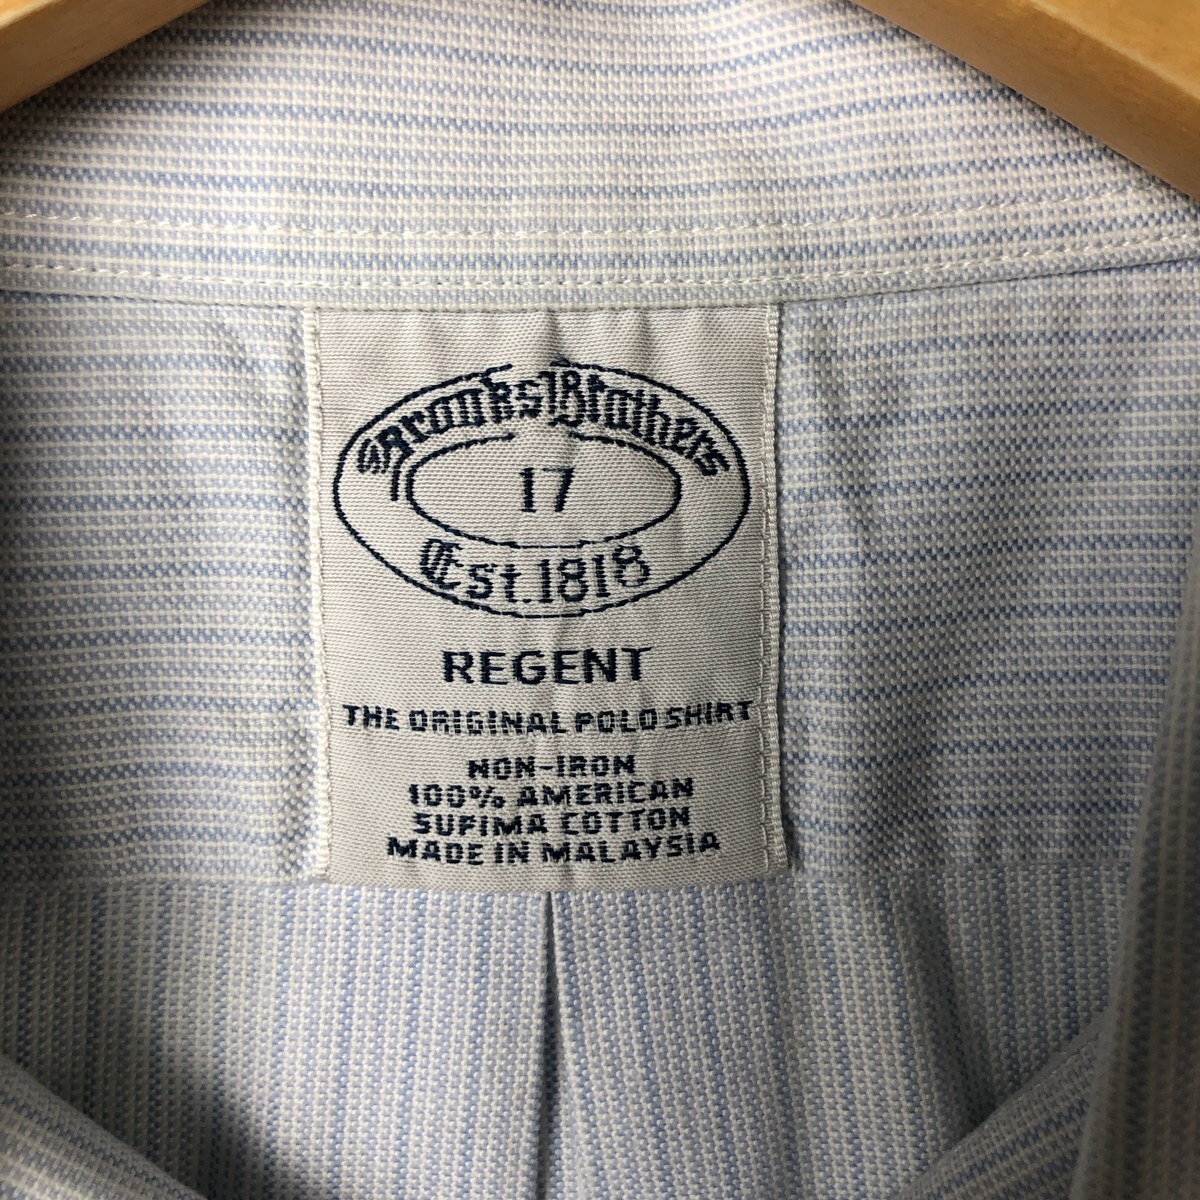 Brooks Brothers
17
Est. 1818
REGENT
THE ORIGINAL POLO SHIRT
NON-IRON
100% AMERICAN
SUPIMA COTTON
MADE IN MALAYSIA